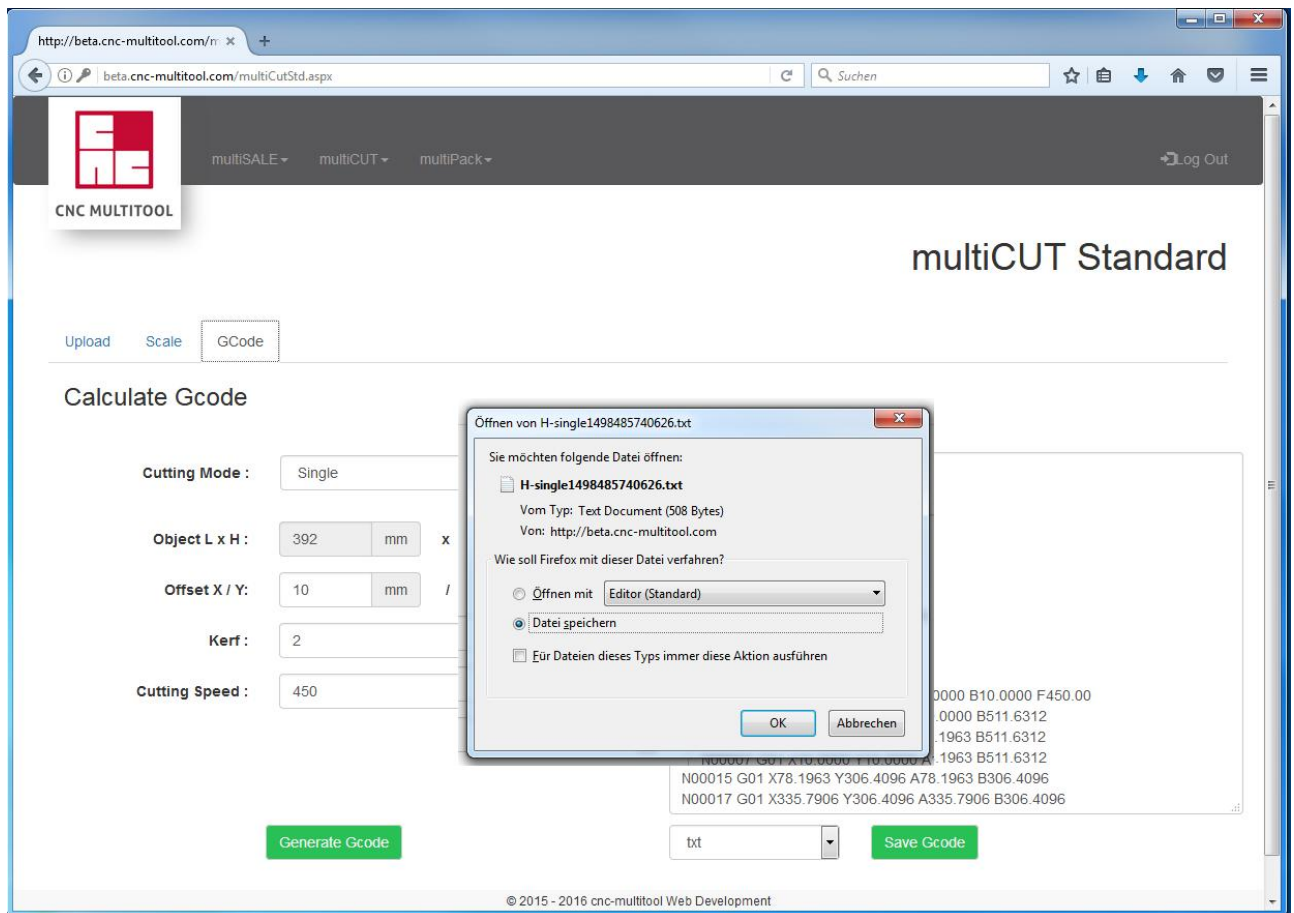 http://beta.cnc-multitool.com/m
beta.cnc-multitool.com/multiCutStd.aspx
Suchen
CNC MULTITOOL
multiSALE
multiCUT
multiPack
Log Out
multiCUT Standard
Upload
Scale
GCode
Calculate Gcode
Cutting Mode :
Single
Object L x H :
392
mm
x
Offset X / Y:
10
mm
/
Kerf :
2
Cutting Speed :
450
Öffnen von H-single1498485740626.txt
Sie möchten folgende Datei öffnen:
H-single1498485740626.txt
Vom Typ: Text Document (508 Bytes)
Von: http://beta.cnc-multitool.com
Wie soll Firefox mit dieser Datei verfahren?
Öffnen mit
Editor (Standard)
Datei speichern
Für Dateien dieses Typs immer diese Aktion ausführen
OK
Abbrechen
.0000 B10.0000 F450.00
.0000 B511.6312
.1963 B511.6312
.1963 B511.6312
N00015 G01 X78.1963 Y306.4096 A78.1963 B306.4096
N00017 G01 X335.7906 Y306.4096 A335.7906 B306.4096
Generate Gcode
txt
Save Gcode
© 2015 - 2016 cnc-multitool Web Development